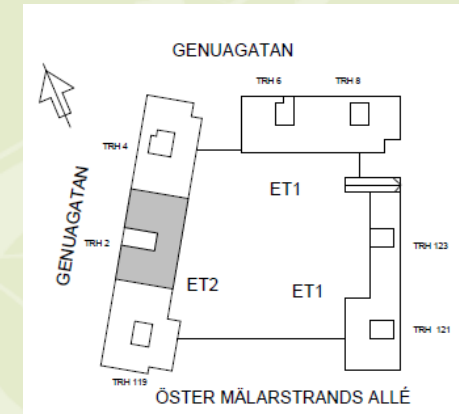 GENUAGATAN
TRH 6
TRH 8
TRH 4
ET1
GENUAGATAN
TRH 2
TRH 123
ET2
ET1
TRH 121
TRH 119
ÖSTER MÄLARSTRANDS ALLÉ